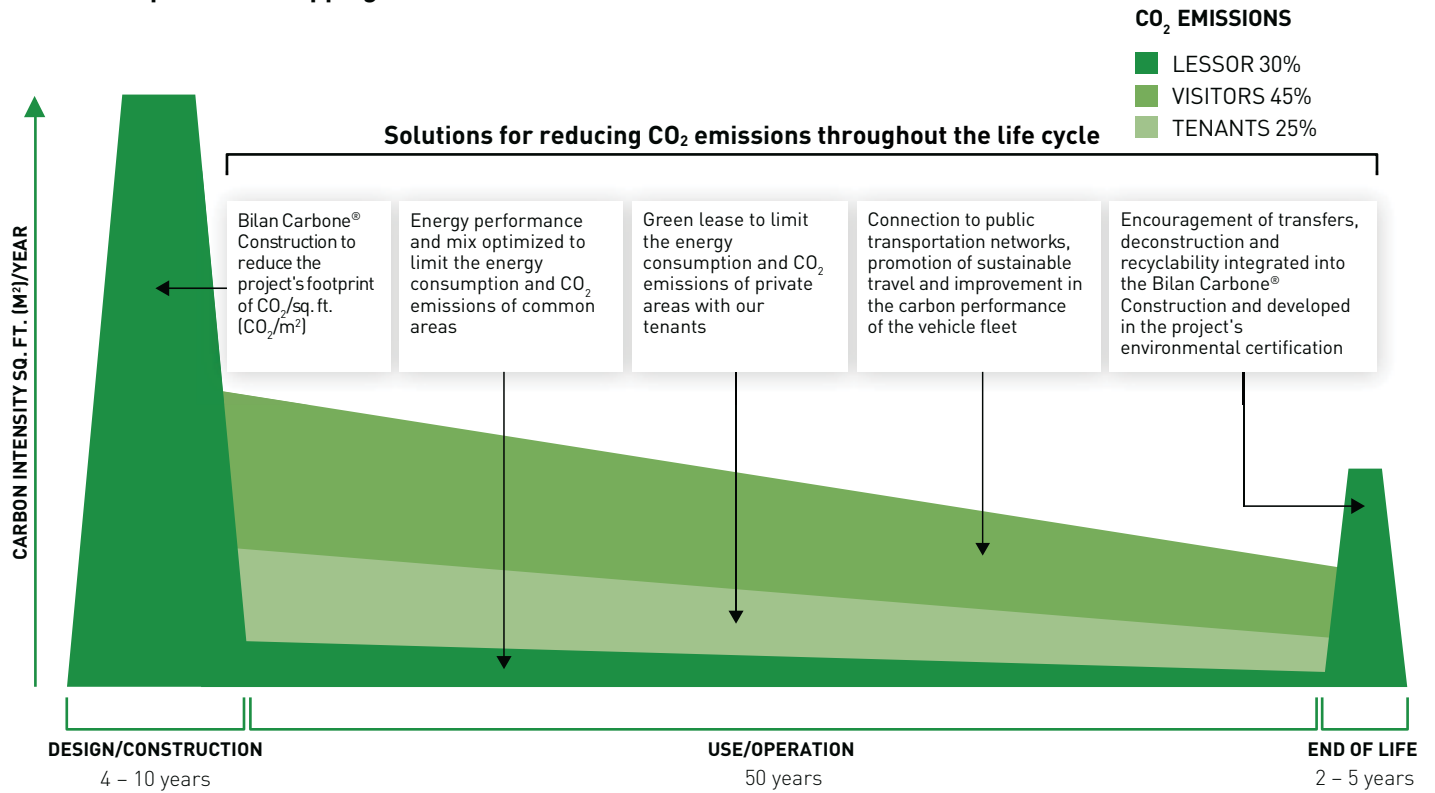 CO2 EMISSIONS
LESSOR 30%
VISITORS 45%
TENANTS 25%
Solutions for reducing CO2 emissions throughout the life cycle
CARBON INTENSITY SQ. FT. (M²)/YEAR
Bilan Carbone®
Construction to
reduce the
project's footprint
of CO2/sq. ft.
(CO2/m²)
Energy performance
and mix optimized to
limit the energy
consumption and CO2
emissions of common
areas
Green lease to limit
the energy
consumption and CO2
emissions of private
areas with our
tenants
Connection to public
transportation networks,
promotion of sustainable
travel and improvement in
the carbon performance
of the vehicle fleet
Encouragement of transfers,
deconstruction and
recyclability integrated into
the Bilan Carbone®
Construction and developed
in the project's
environmental certification
DESIGN/CONSTRUCTION
4 – 10 years
USE/OPERATION
50 years
END OF LIFE
2 – 5 years